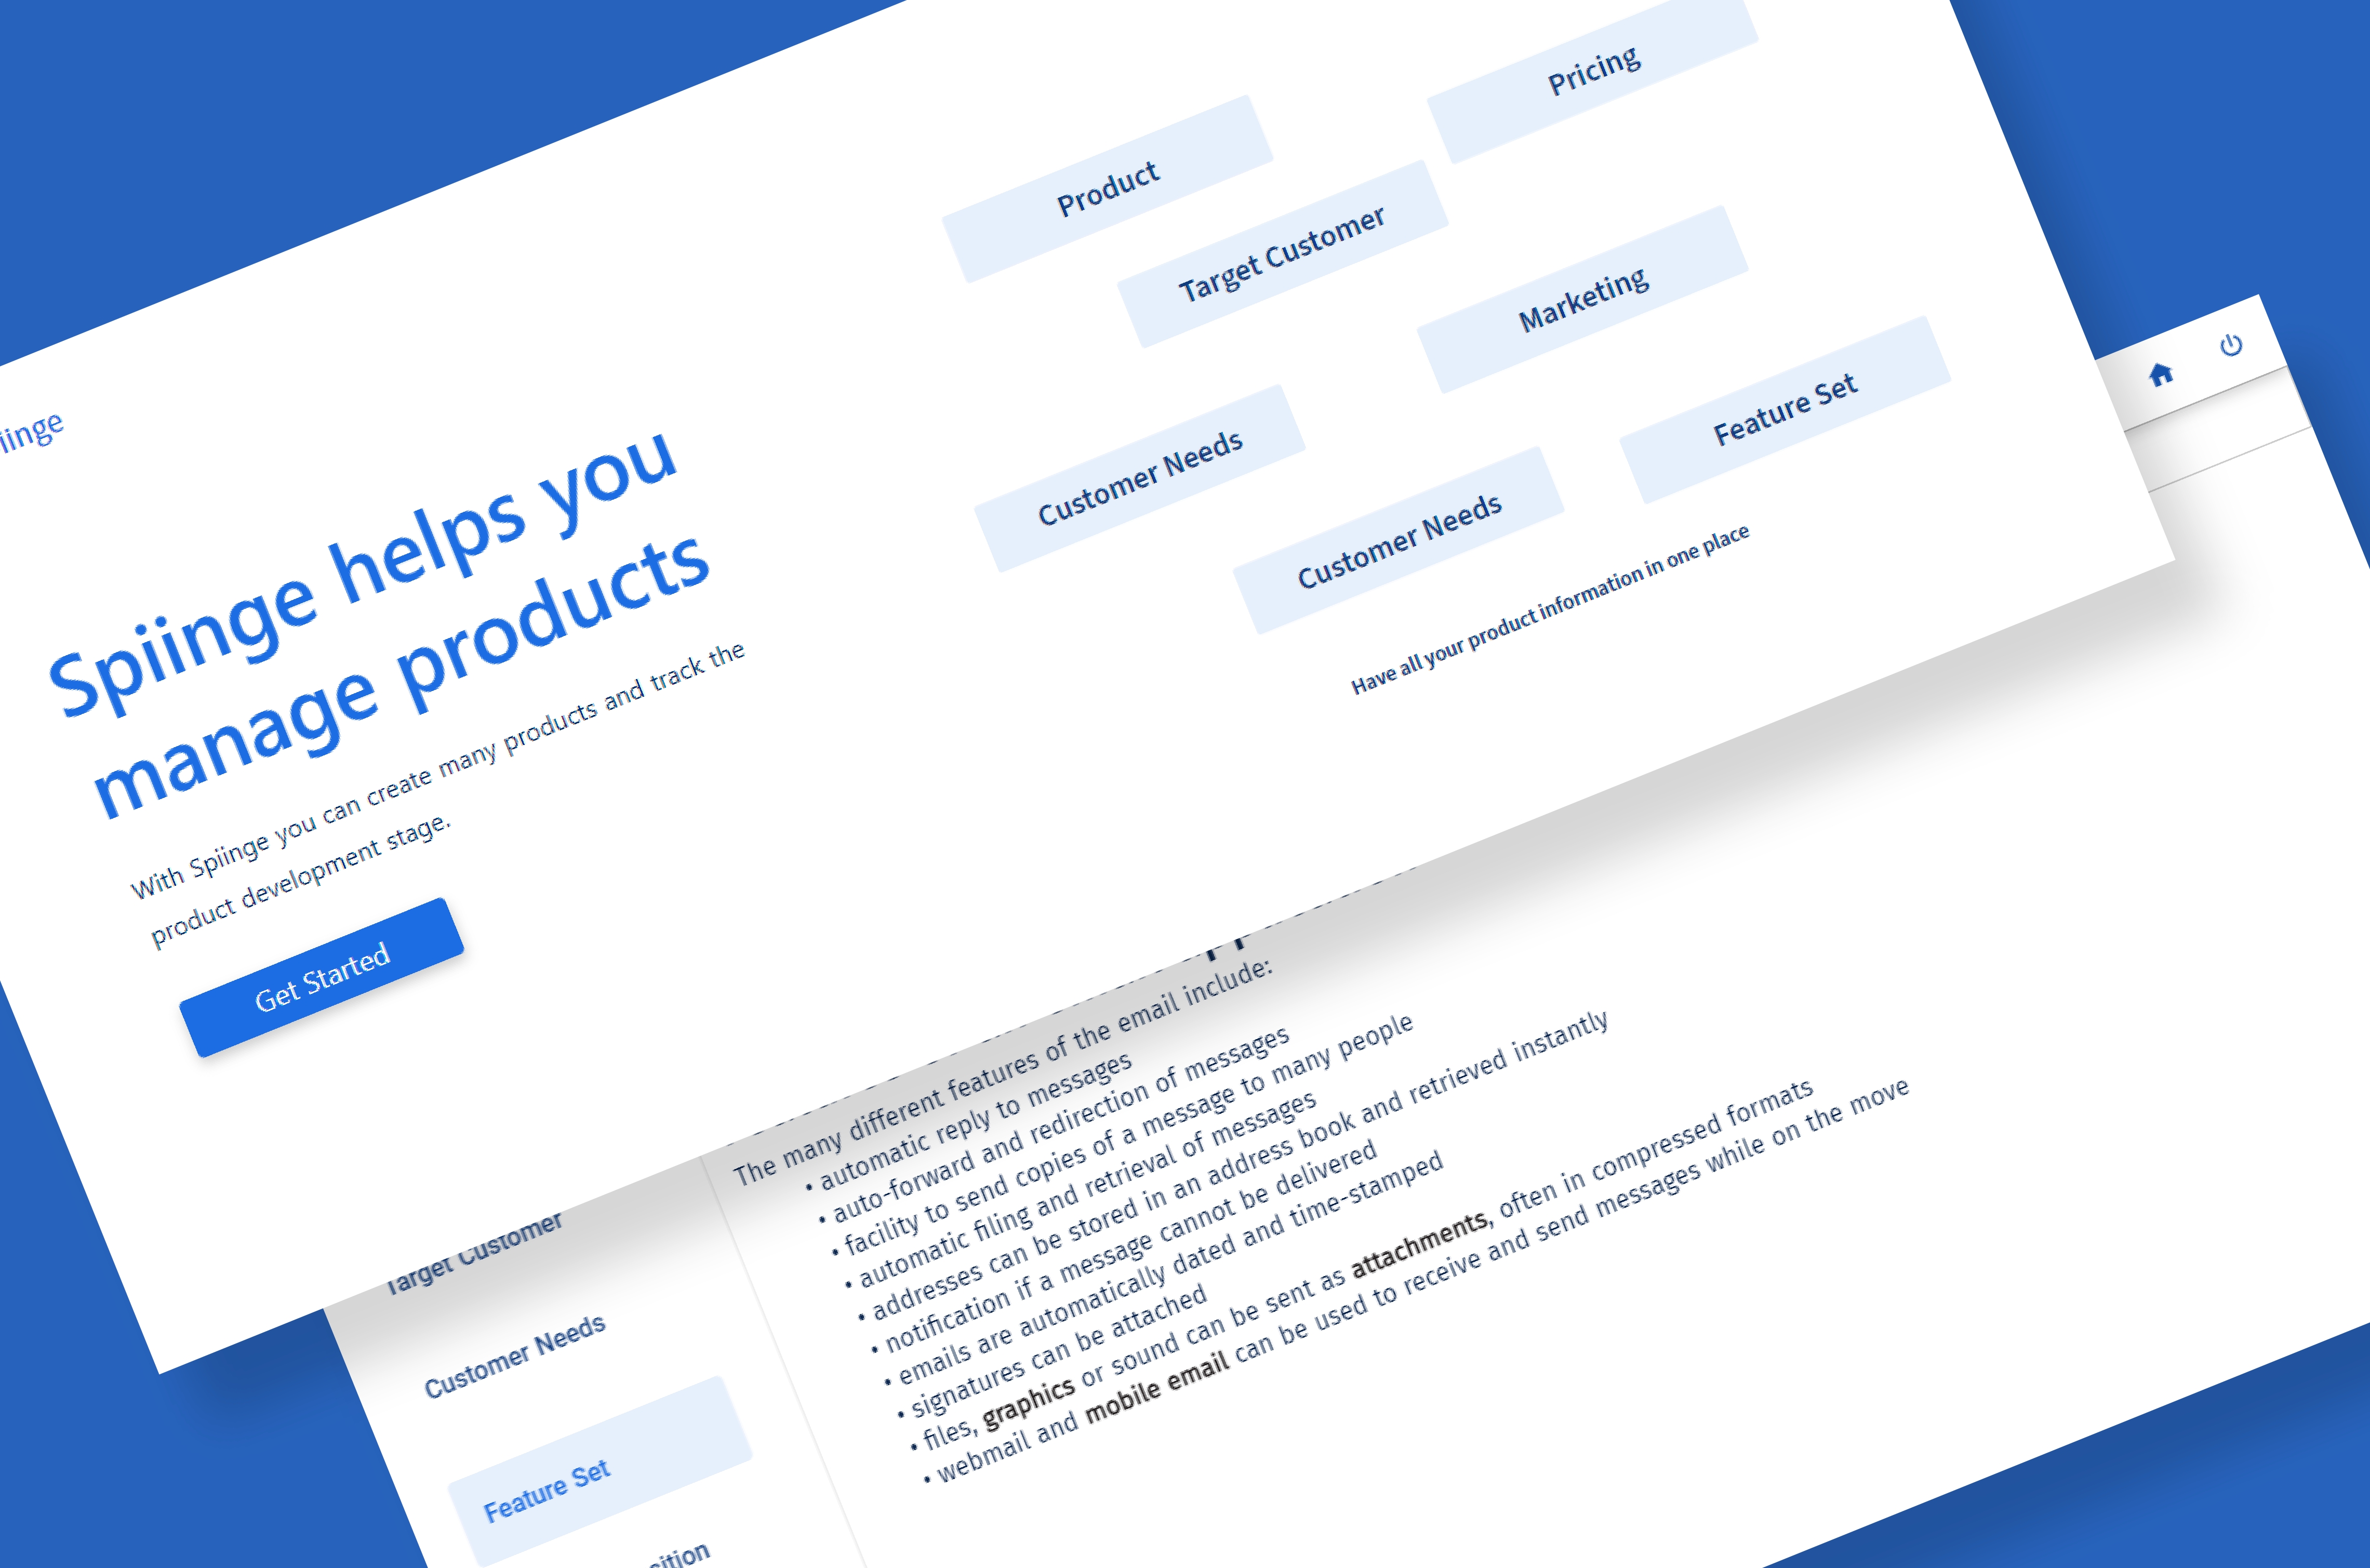 iinge
Spiinge helps you
manage products
With Spiinge you can create many products and track the
product development stage.
Get Started
Pricing
Product
Target Customer
Marketing
Feature Set
Customer Needs
Customer Needs
Have all your product information in one place
Target Customer
Customer Needs
Feature Set
sition
The many different features of the email include:
• automatic reply to messages
• auto-forward and redirection of messages
• facility to send copies of a message to many people
• automatic filing and retrieval of messages
• addresses can be stored in an address book and retrieved instantly
• notification if a message cannot be delivered
• emails are automatically dated and time-stamped
• signatures can be attached
• files, graphics or sound can be sent as attachments, often in compressed formats
• webmail and mobile email can be used to receive and send messages while on the move